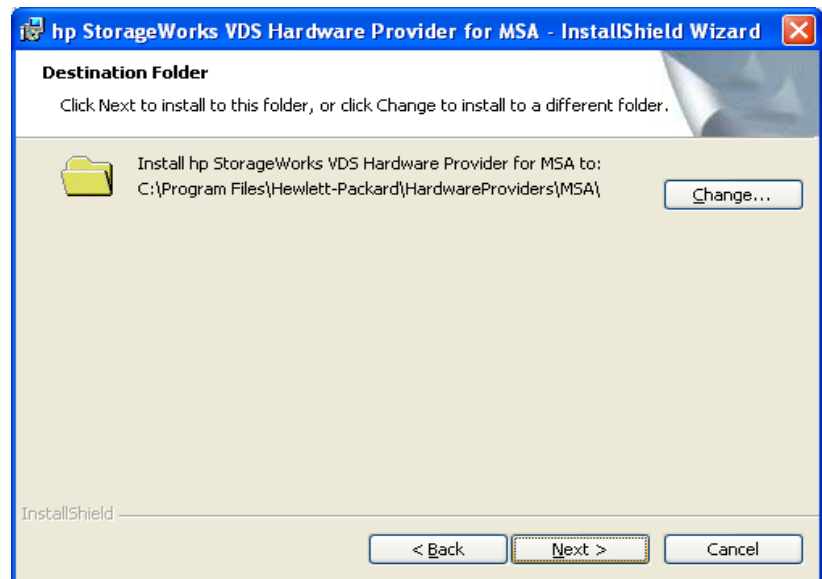 hp StorageWorks VDS Hardware Provider for MSA - InstallShield Wizard
Destination Folder
Click Next to install to this folder, or click Change to install to a different folder.
Install hp StorageWorks VDS Hardware Provider for MSA to:
C:\Program Files\Hewlett-Packard\HardwareProviders\MSA\
Change...
InstallShield
< Back
Next >
Cancel